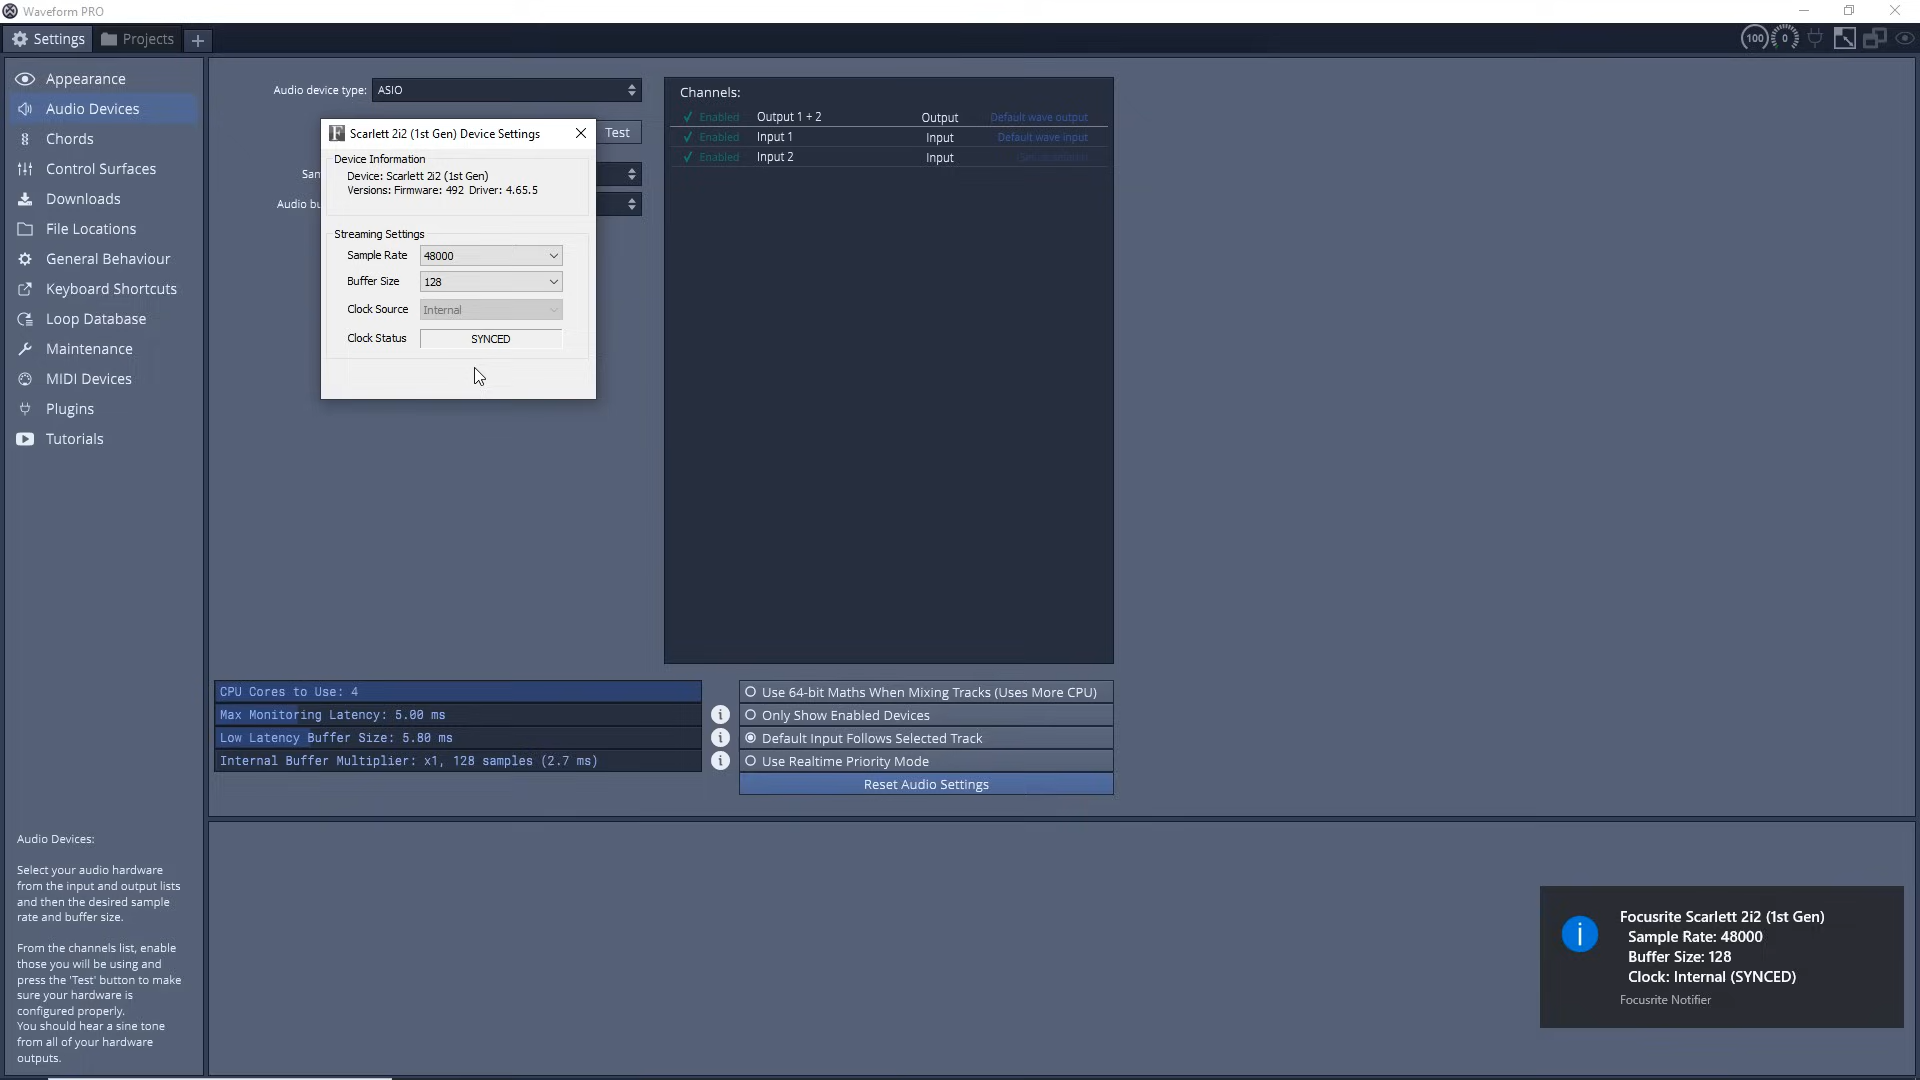 Waveform PRO
Settings
Projects
100
0
Appearance
Audio Devices
Chords
Control Surfaces
Downloads
File Locations
General Behaviour
Keyboard Shortcuts
Loop Database
Maintenance
MIDI Devices
Plugins
Tutorials
Audio Devices:
Select your audio hardware
from the input and output lists
and then the desired sample
rate and buffer size.
From the channels list, enable
those you will be using and
press the 'Test' button to make
sure your hardware is
configured properly.
You should hear a sine tone
from all of your hardware
outputs.
Audio device type: ASIO
Test
Scarlett 2i2 (1st Gen) Device Settings
Device Information
Device: Scarlett 2i2 (1st Gen)
Versions: Firmware: 492 Driver: 4.65.5
Streaming Settings
Sample Rate 48000
Buffer Size 128
Clock Source Internal
Clock Status SYNCED
Channels:
Enabled Output 1 + 2 Output Default wave output
Enabled Input 1 Input Default wave input
Enabled Input 2 Input
CPU Cores to Use: 4
Max Monitoring Latency: 5.00 ms
Low Latency Buffer Size: 5.80 ms
Internal Buffer Multiplier: x1, 128 samples (2.7 ms)
Use 64-bit Maths When Mixing Tracks (Uses More CPU)
Only Show Enabled Devices
Default Input Follows Selected Track
Use Realtime Priority Mode
Reset Audio Settings
Focusrite Scarlett 2i2 (1st Gen)
Sample Rate: 48000
Buffer Size: 128
Clock: Internal (SYNCED)
Focusrite Notifier